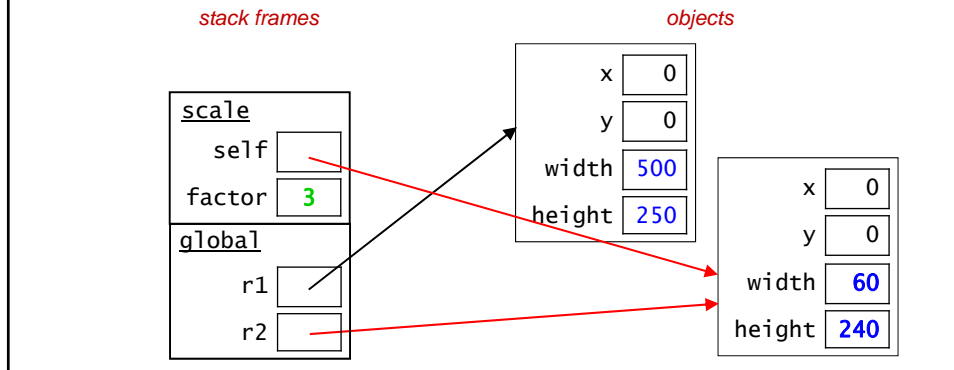 stack frames
objects
scale
self
factor 3
global
r1
r2
x 0
y 0
width 500
height 250
x 0
y 0
width 60
height 240